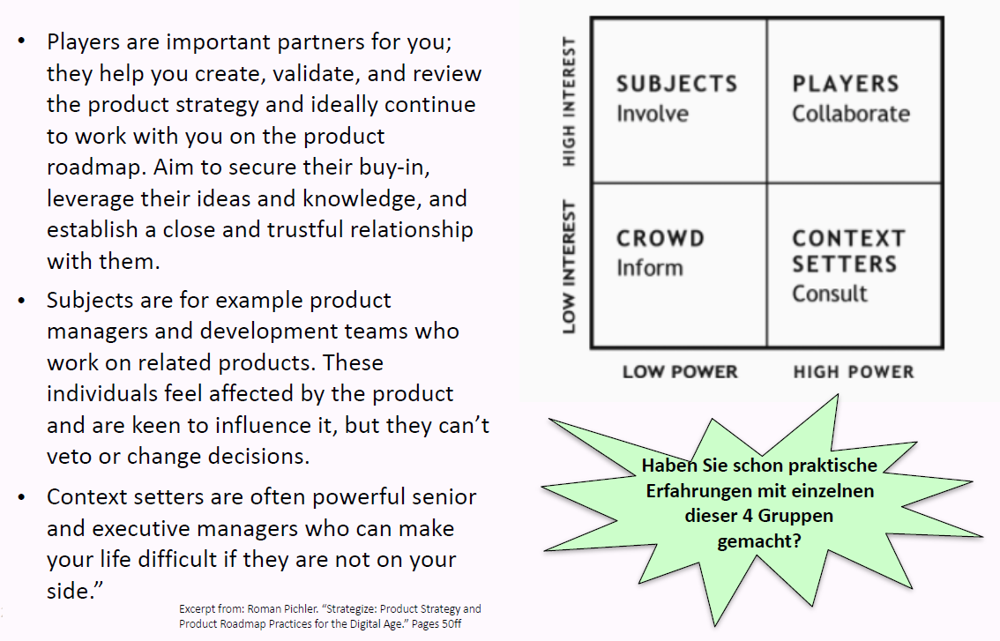 • Players are important partners for you;
they help you create, validate, and review
the product strategy and ideally continue
to work with you on the product
roadmap. Aim to secure their buy-in,
leverage their ideas and knowledge, and
establish a close and trustful relationship
with them.
• Subjects are for example product
managers and development teams who
work on related products. These
individuals feel affected by the product
and are keen to influence it, but they can’t
veto or change decisions.
• Context setters are often powerful senior
and executive managers who can make
your life difficult if they are not on your
side.”
Excerpt from: Roman Pichler. “Strategize: Product Strategy and
Product Roadmap Practices for the Digital Age.” Pages 50ff
HIGH INTEREST
SUBJECTS
Involve
PLAYERS
Collaborate
LOW INTEREST
CROWD
Inform
CONTEXT
SETTERS
Consult
LOW POWER
HIGH POWER
Haben Sie schon praktische
Erfahrungen mit einzelnen
dieser 4 Gruppen
gemacht?